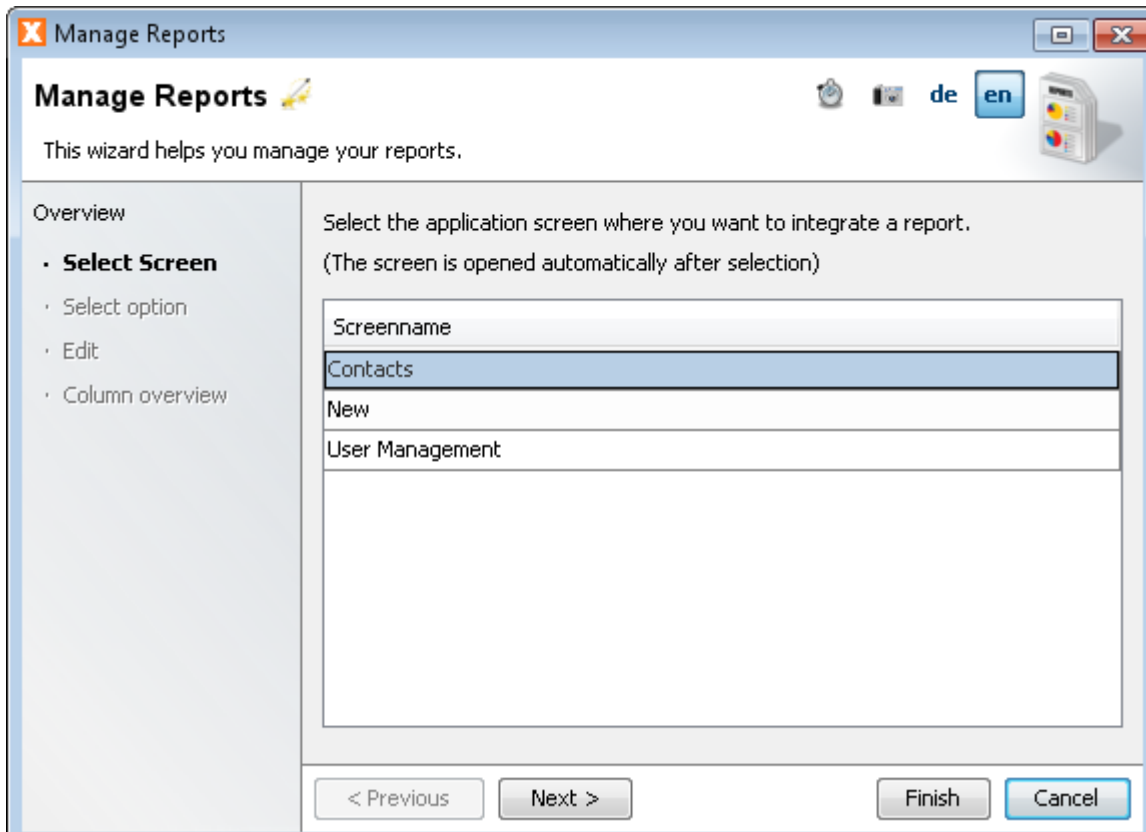 Manage Reports
Manage Reports
de
en
This wizard helps you manage your reports.
Overview
· Select Screen
· Select option
· Edit
· Column overview
Select the application screen where you want to integrate a report.
(The screen is opened automatically after selection)
Screenname
Contacts
New
User Management
< Previous
Next >
Finish
Cancel